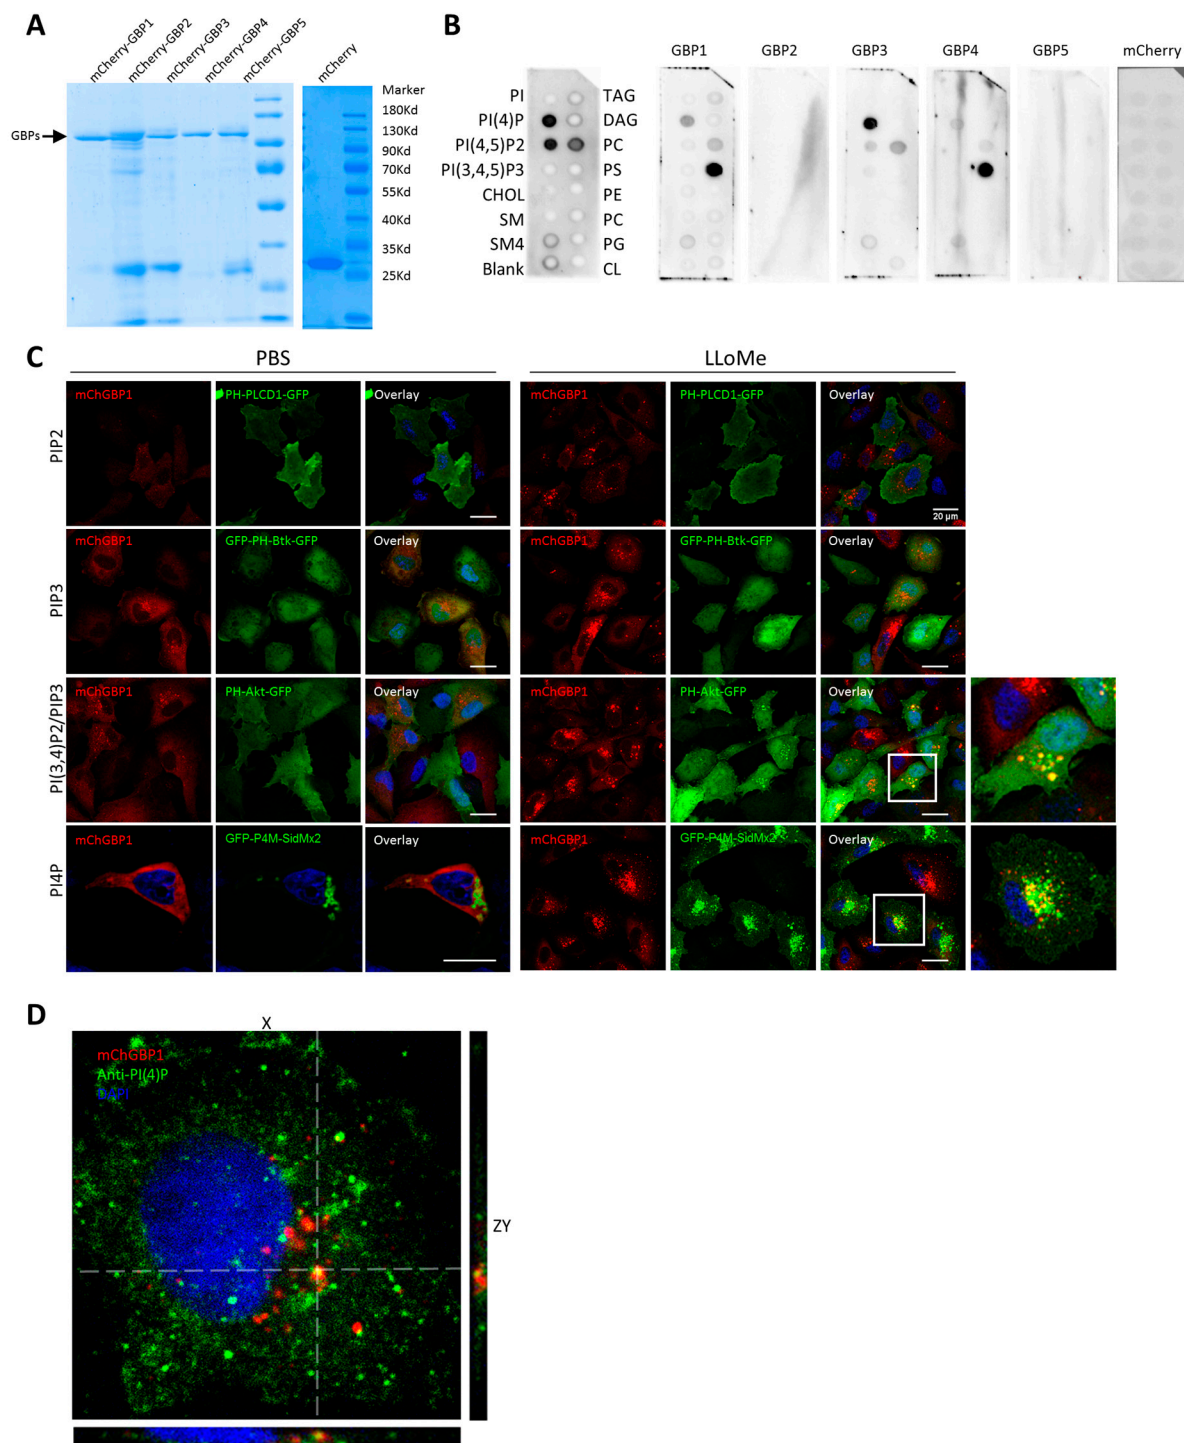 A
mCherry-GBP1
mCherry-GBP2
mCherry-GBP3
mCherry-GBP4
mCherry-GBP5
mCherry
GBPs
Marker
180Kd
130Kd
90Kd
70Kd
55Kd
40Kd
35Kd
25Kd
B
GBP1 GBP2 GBP3 GBP4 GBP5 mCherry
PI TAG
PI(4)P DAG
PI(4,5)P2 PC
PI(3,4,5)P3 PS
CHOL PE
SM PC
SM4 PG
Blank CL
C
PBS LLoMe
PIP2
mChGBP1 PH-PLCD1-GFP Overlay mChGBP1 PH-PLCD1-GFP Overlay
20 µm
PIP3
mChGBP1 GFP-PH-Btk-GFP Overlay mChGBP1 GFP-PH-Btk-GFP Overlay
PI(3,4)P2/PIP3
mChGBP1 PH-Akt-GFP Overlay mChGBP1 PH-Akt-GFP Overlay
PI4P
mChGBP1 GFP-P4M-SidMx2 Overlay mChGBP1 GFP-P4M-SidMx2 Overlay
D
X
mChGBP1
Anti-PI(4)P
DAPI
ZY